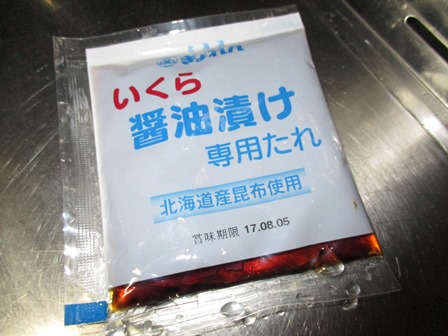 いくら
醤油漬け
専用たれ
北海道産昆布使用
賞味期限 17.08.05